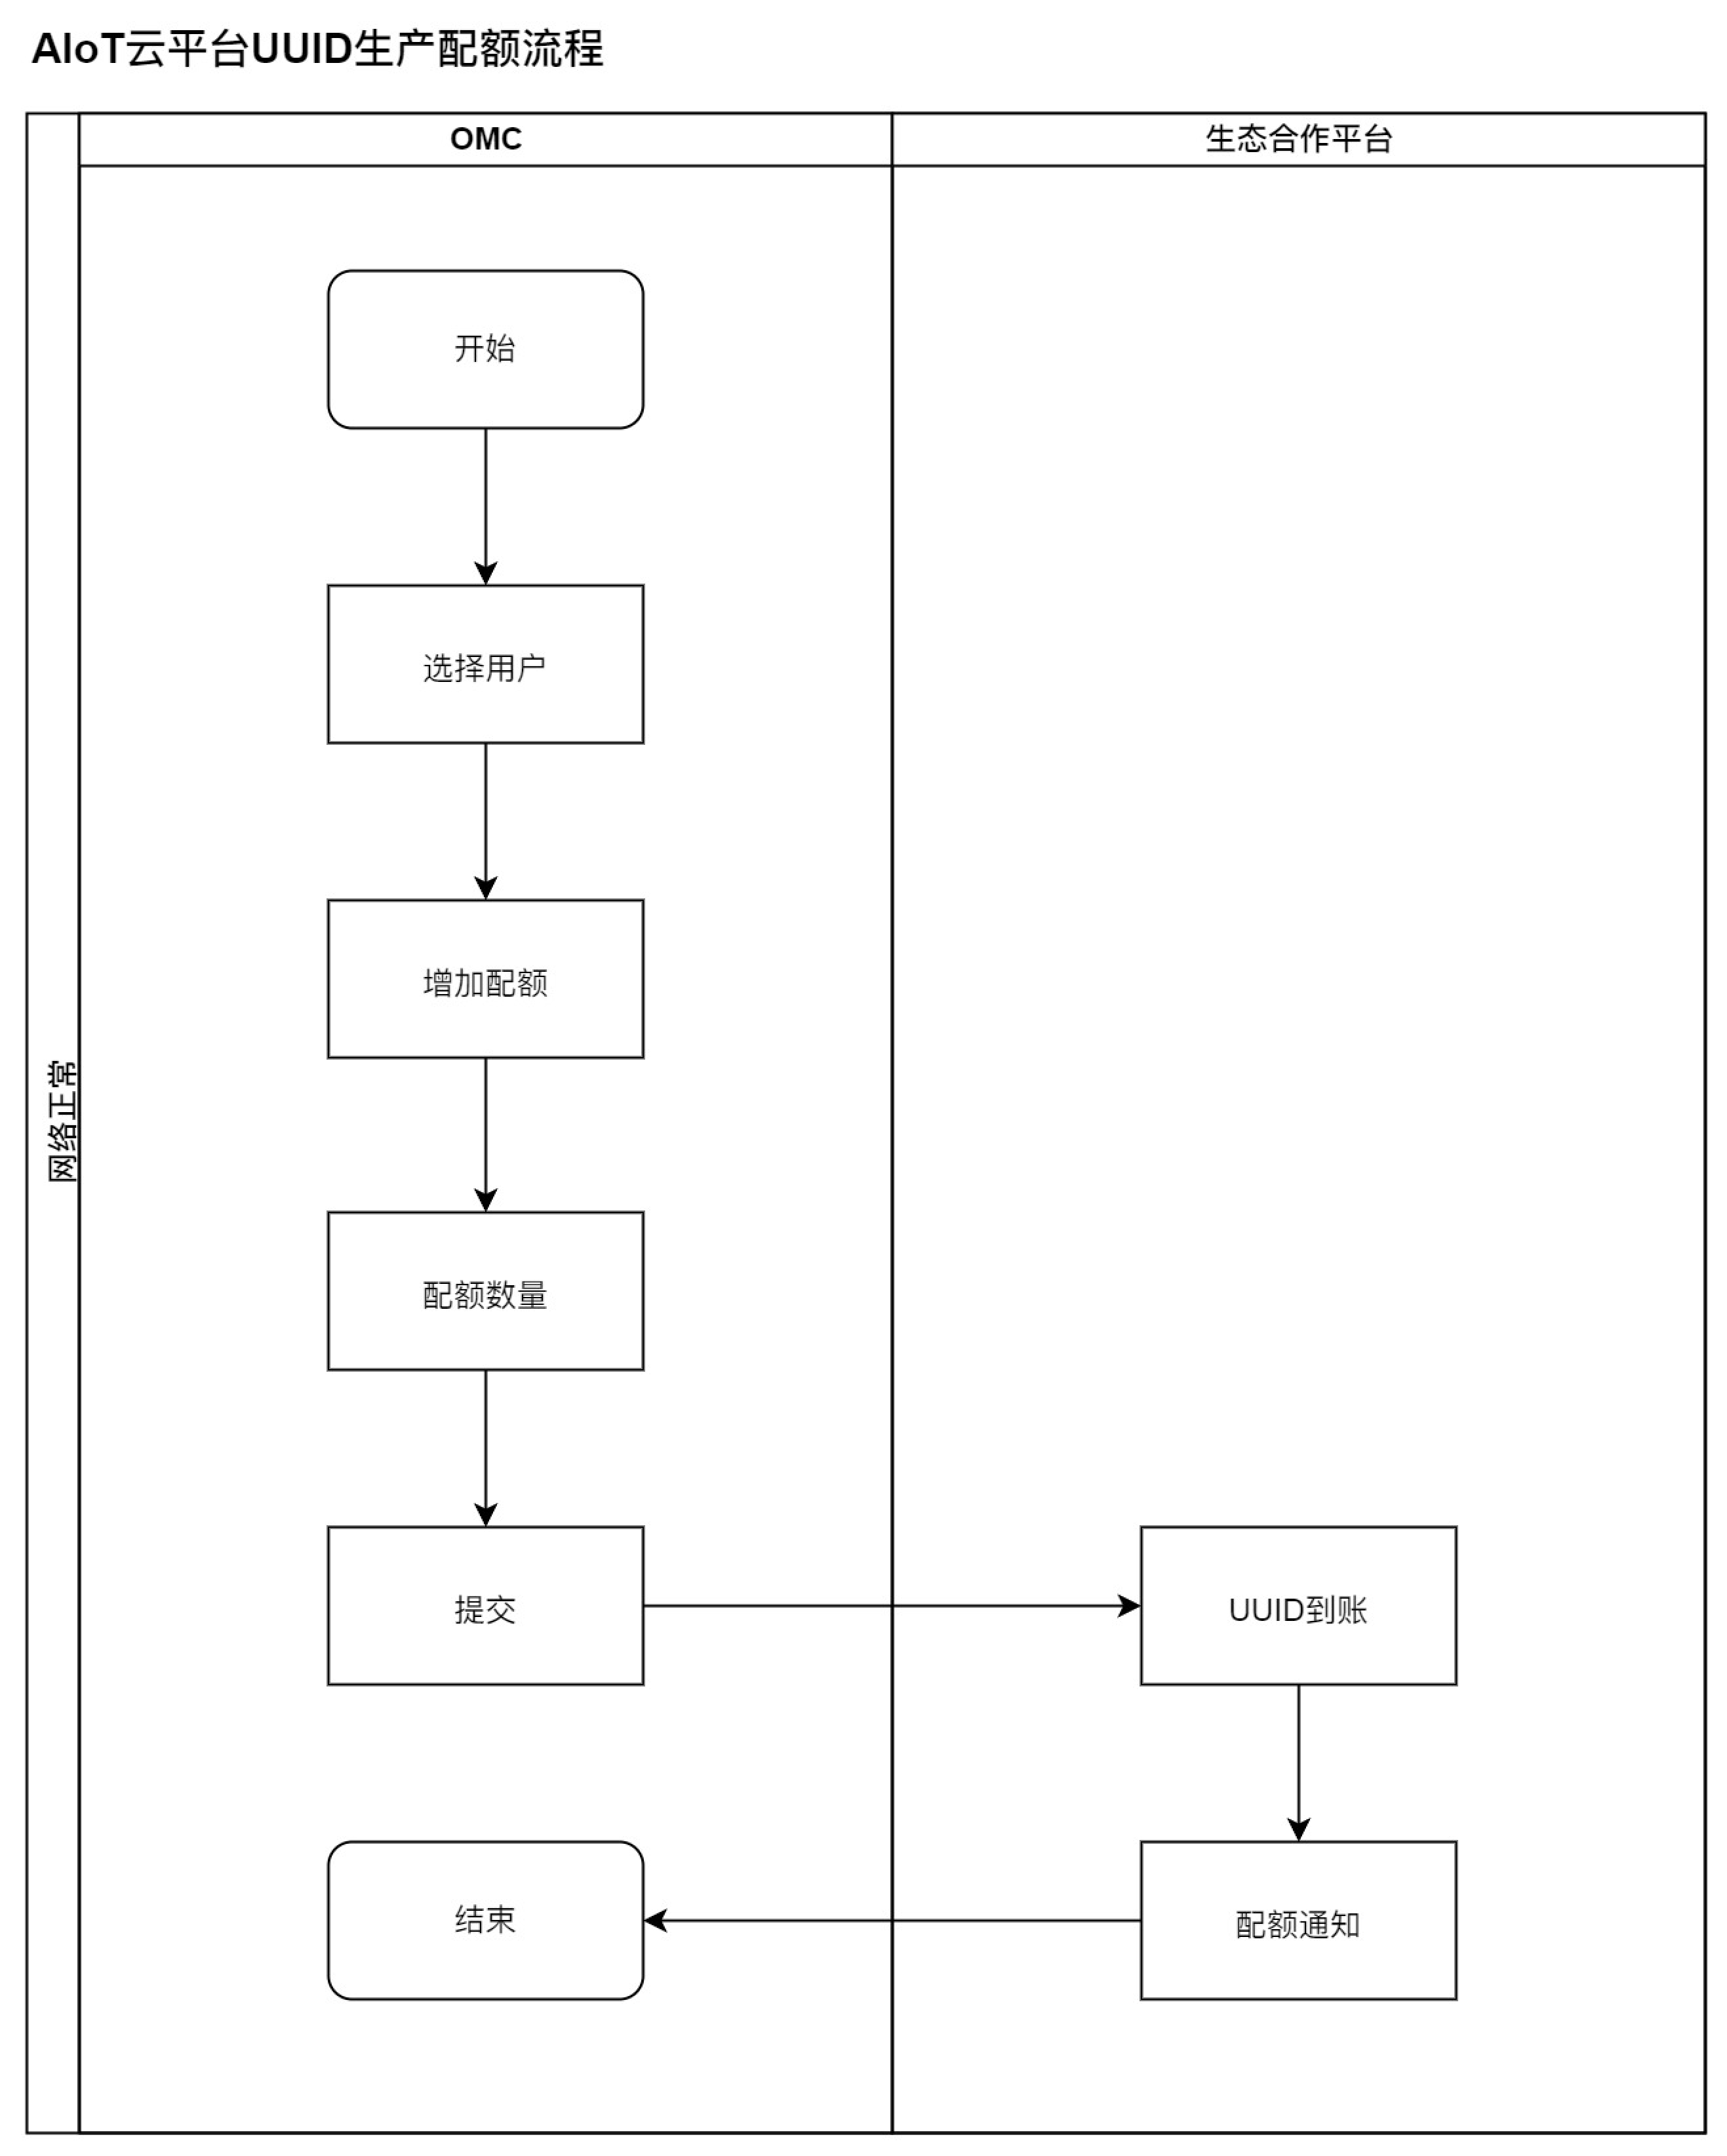 AIoT云平台UUID生产配额流程
OMC
生态合作平台
网络正常
开始
选择用户
增加配额
配额数量
提交
UUID到账
配额通知
结束